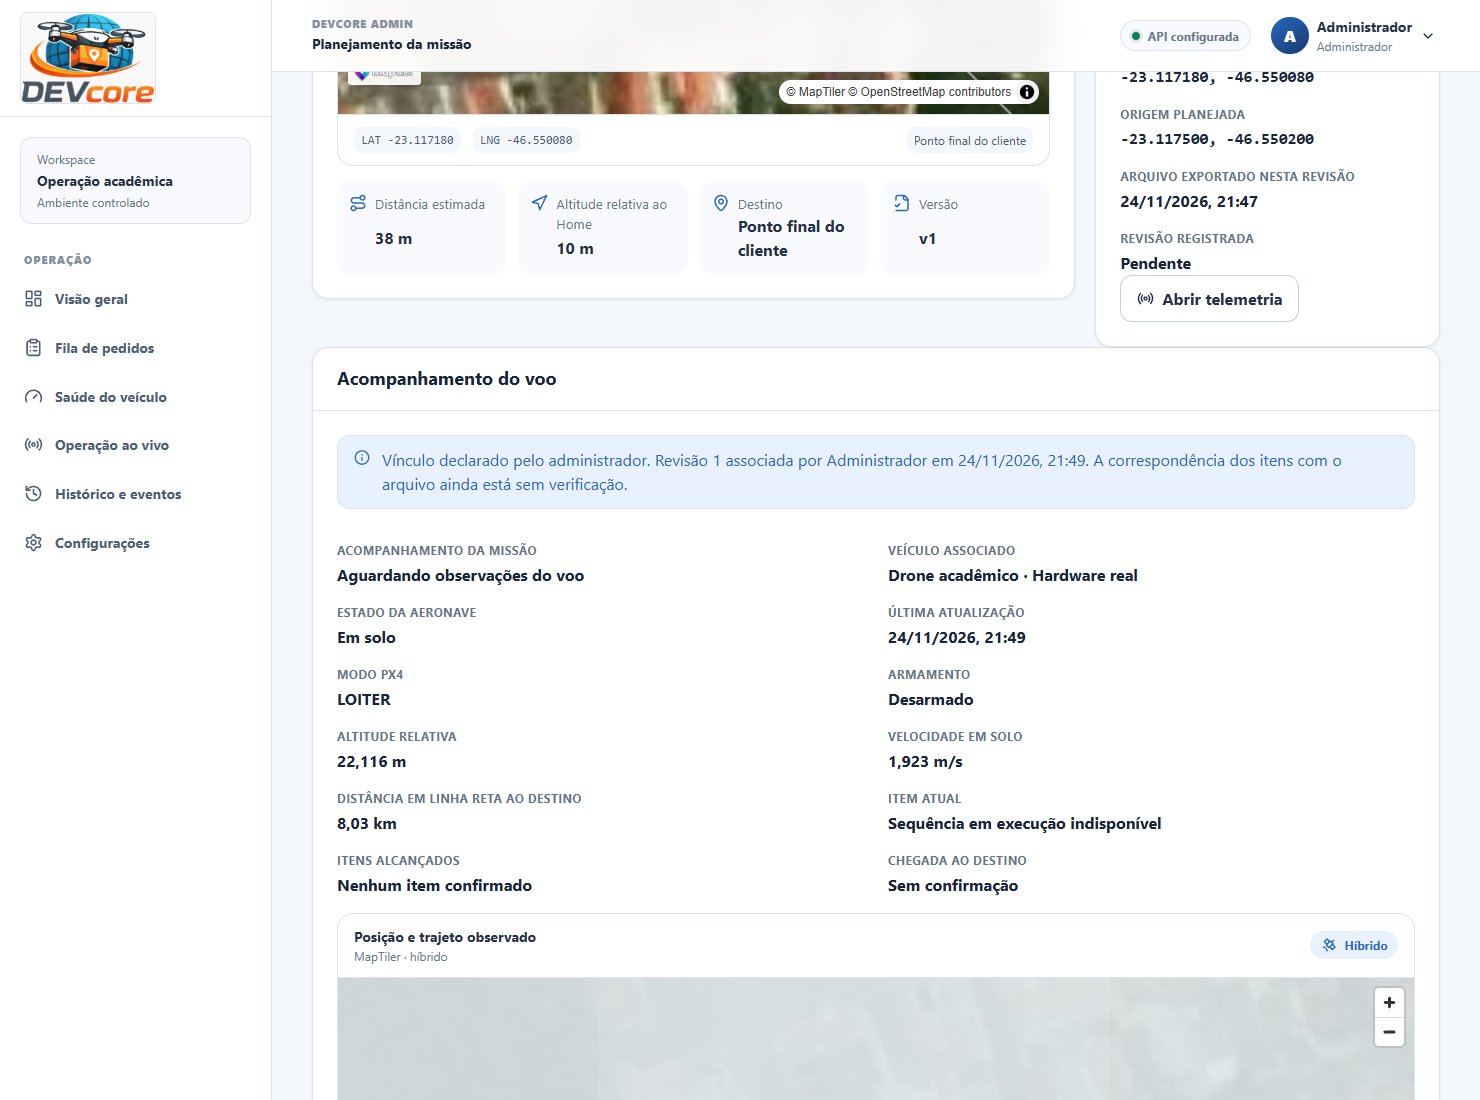 DEVcore
Workspace
Operação acadêmica
Ambiente controlado
OPERAÇÃO
Visão geral
Fila de pedidos
Saúde do veículo
Operação ao vivo
Histórico e eventos
Configurações
DEVCORE ADMIN
Planejamento da missão
API configurada
A
Administrador
Administrador
© MapTiler © OpenStreetMap contributors
LAT -23.117180
LNG -46.550080
Ponto final do cliente
Distância estimada
38 m
Altitude relativa ao
Home
10 m
Destino
Ponto final do
cliente
Versão
v1
-23.117180, -46.550080
ORIGEM PLANEJADA
-23.117500, -46.550200
ARQUIVO EXPORTADO NESTA REVISÃO
24/11/2026, 21:47
REVISÃO REGISTRADA
Pendente
Abrir telemetria
Acompanhamento do voo
Vínculo declarado pelo administrador. Revisão 1 associada por Administrador em 24/11/2026, 21:49. A correspondência dos itens com o
arquivo ainda está sem verificação.
ACOMPANHAMENTO DA MISSÃO
Aguardando observações do voo
VEÍCULO ASSOCIADO
Drone acadêmico · Hardware real
ESTADO DA AERONAVE
Em solo
ÚLTIMA ATUALIZAÇÃO
24/11/2026, 21:49
MODO PX4
LOITER
ARMAMENTO
Desarmado
ALTITUDE RELATIVA
22,116 m
VELOCIDADE EM SOLO
1,923 m/s
DISTÂNCIA EM LINHA RETA AO DESTINO
8,03 km
ITEM ATUAL
Sequência em execução indisponível
ITENS ALCANÇADOS
Nenhum item confirmado
CHEGADA AO DESTINO
Sem confirmação
Posição e trajeto observado
MapTiler · híbrido
Híbrido